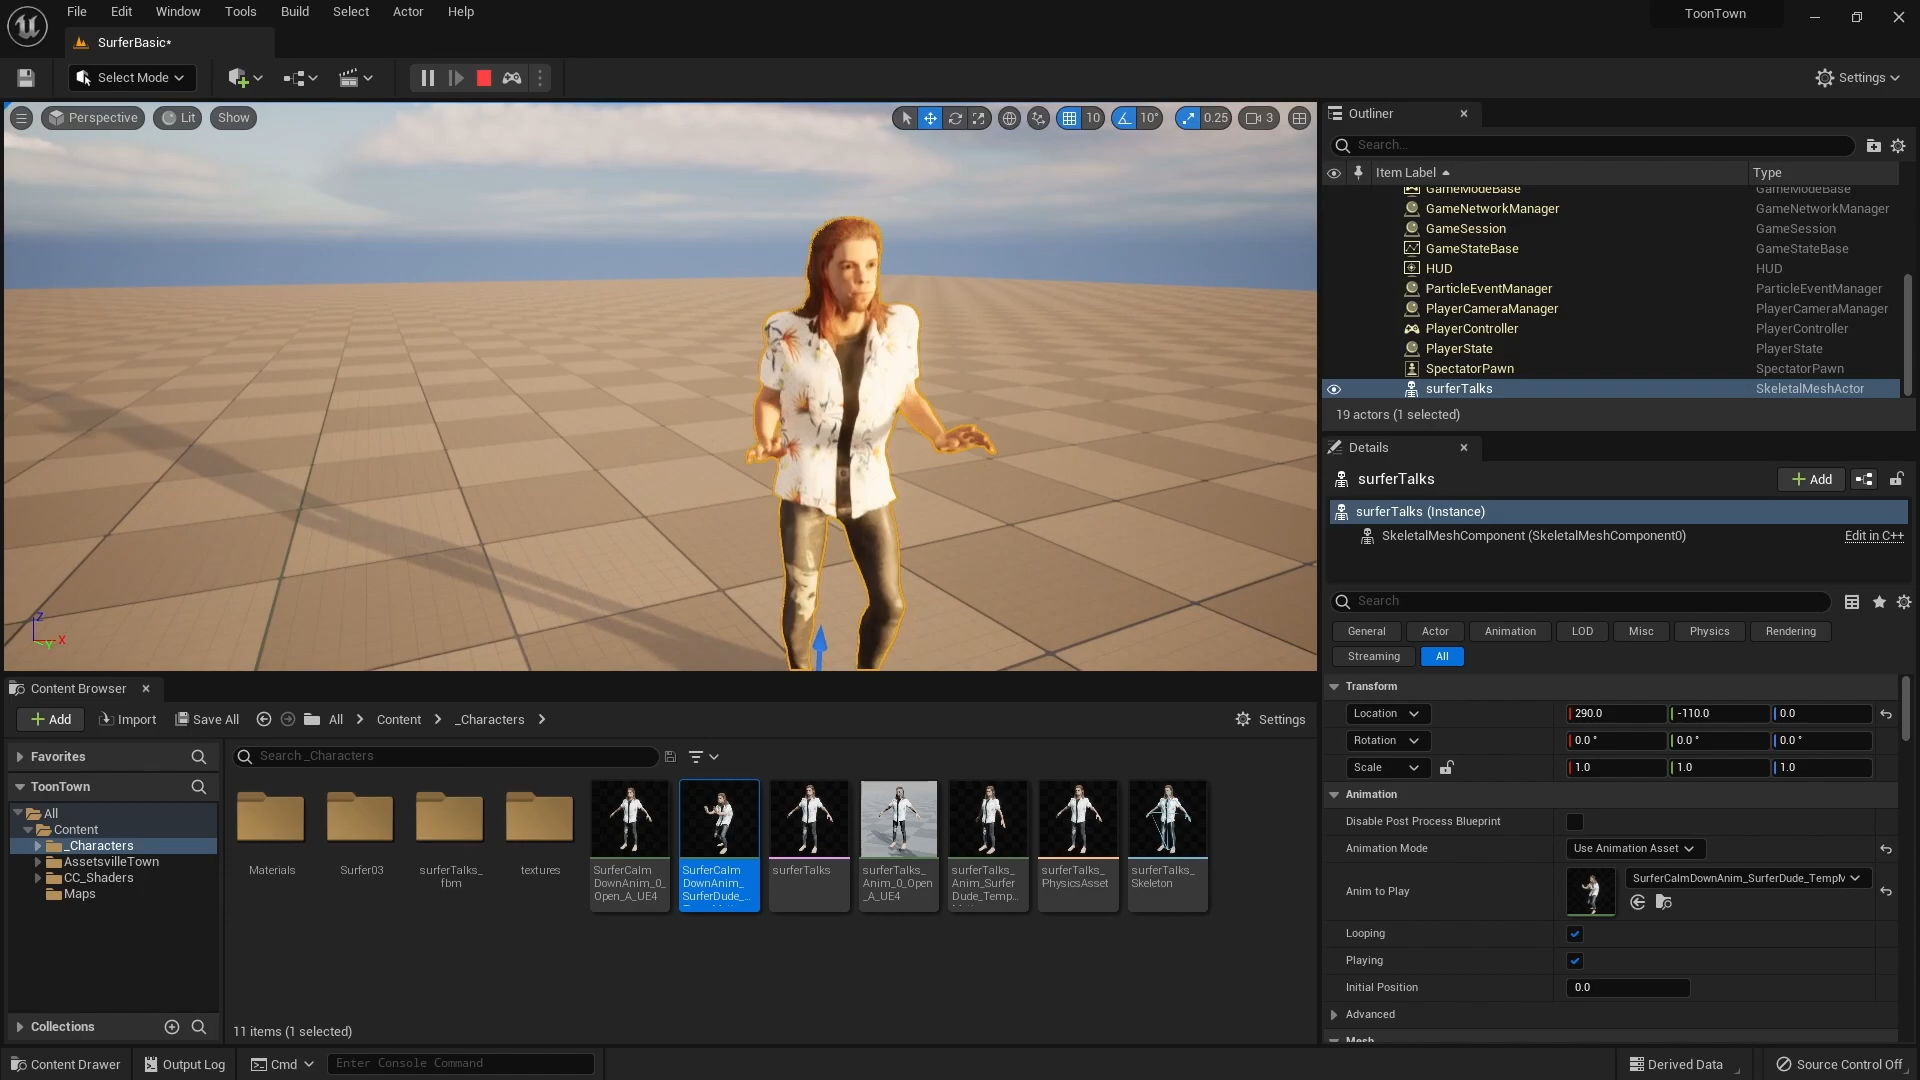 File Edit Window Tools Build Select Actor Help
ToonTown
SurferBasic*
Select Mode
Settings
Perspective Lit Show
10 10° 0.25 3
Outliner
Search...
Item Label Type
GameModeBase GameModeBase
GameNetworkManager GameNetworkManager
GameSession GameSession
GameStateBase GameStateBase
HUD HUD
ParticleEventManager ParticleEventManager
PlayerCameraManager PlayerCameraManager
PlayerController PlayerController
PlayerState PlayerState
SpectatorPawn SpectatorPawn
surferTalks SkeletalMeshActor
19 actors (1 selected)
Details
surferTalks
Add
surferTalks (Instance)
SkeletalMeshComponent (SkeletalMeshComponent0) Edit in C++
Search
General Actor Animation LOD Misc Physics Rendering
Streaming All
Transform
Location 290.0 -110.0 0.0
Rotation 0.0 ° 0.0 ° 0.0 °
Scale 1.0 1.0 1.0
Animation
Disable Post Process Blueprint
Animation Mode Use Animation Asset
Anim to Play SurferCalmDownAnim_SurferDude_TempM
Looping
Playing
Initial Position 0.0
Advanced
Mesh
Z
X
Y
Content Browser
Add Import Save All All Content _Characters Settings
Favorites
Search _Characters
ToonTown
All
Content
_Characters
AssetsvilleTown
CC_Shaders
Maps
Collections
Materials
Surfer03
surferTalks_
fbm
textures
SurferCalm
DownAnim_0_
Open_A_UE4
SurferCalm
DownAnim_
SurferDude_...
surferTalks
surferTalks_
Anim_0_Open
_A_UE4
surferTalks_
Anim_Surfer
Dude_Temp...
surferTalks_
PhysicsAsset
surferTalks_
Skeleton
11 items (1 selected)
Content Drawer Output Log Cmd Enter Console Command Derived Data Source Control Off